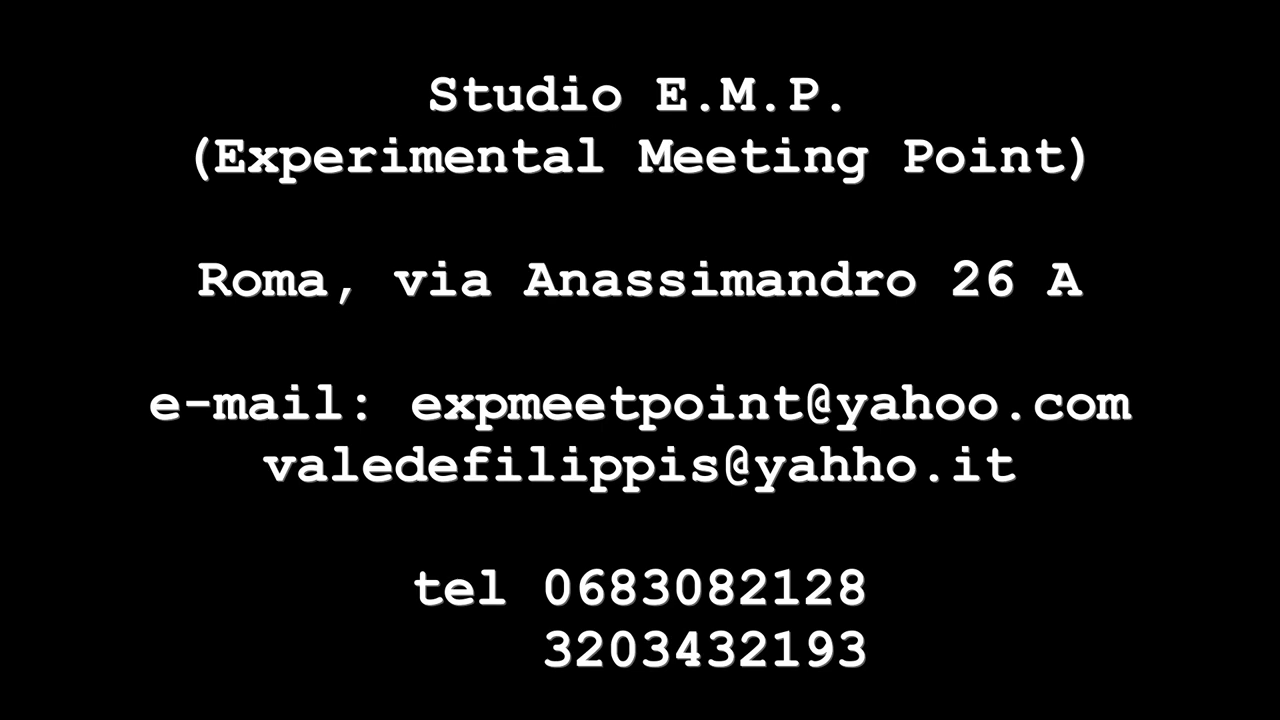 Studio E.M.P.
(Experimental Meeting Point)
Roma, via Anassimandro 26 A
e-mail: expmeetpoint@yahoo.com
valedefilippis@yahho.it
tel 0683082128
3203432193